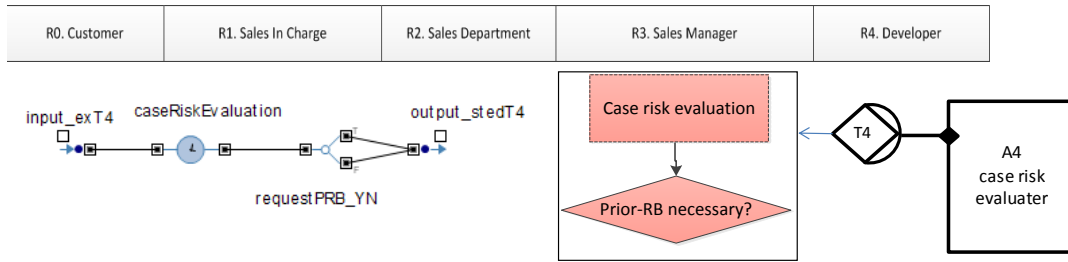 R0. Customer
R1. Sales In Charge
R2. Sales Department
R3. Sales Manager
R4. Developer
input_exT4
caseRiskEvaluation
output_stedT4
T
F
requestPRB_YN
Case risk evaluation
Prior-RB necessary?
T4
A4
case risk
evaluater